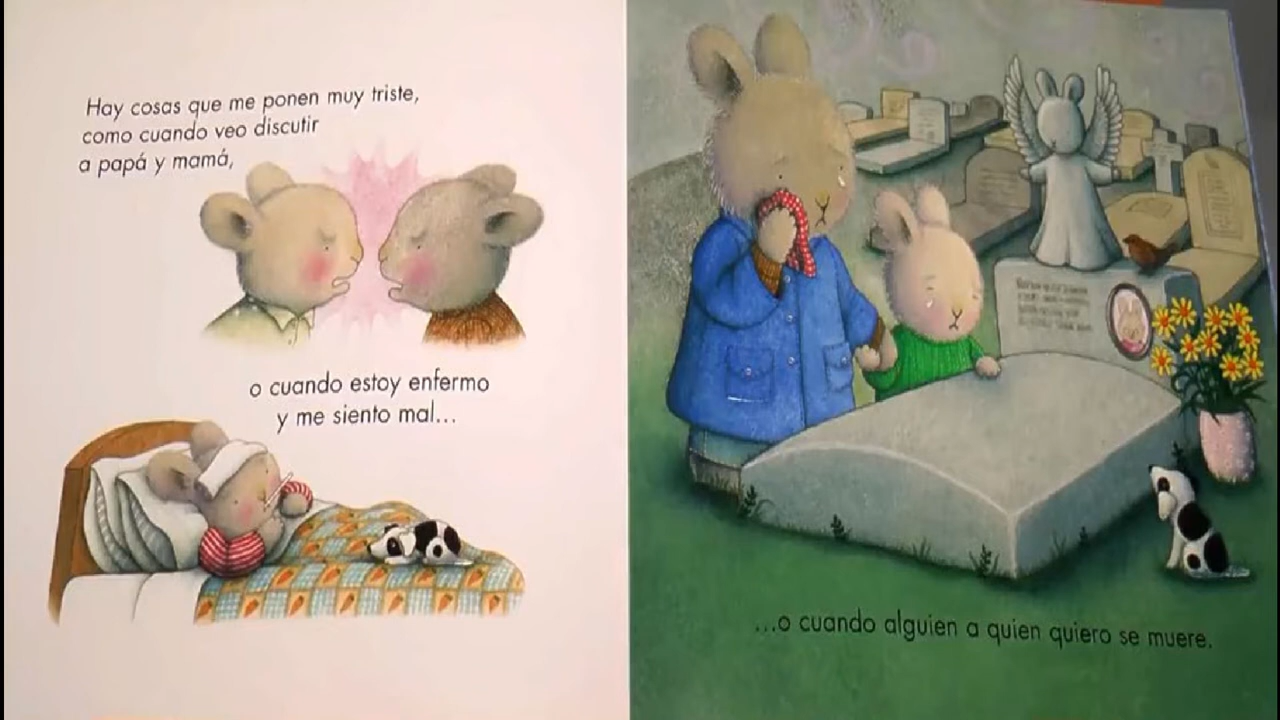 Hay cosas que me ponen muy triste,
como cuando veo discutir
a papá y mamá,
o cuando estoy enfermo
y me siento mal...
...o cuando alguien a quien quiero se muere.